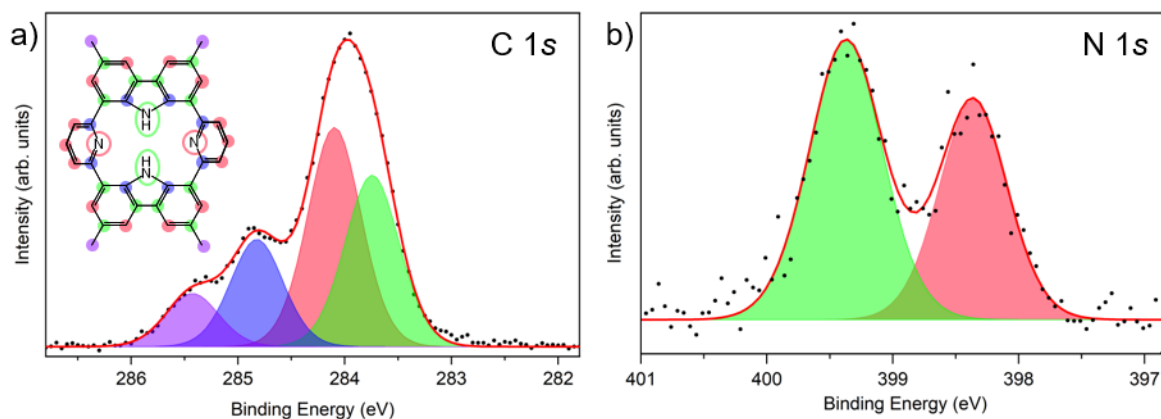 a)
C 1s
N
H
N
N
H
N
Intensity (arb. units)
286
285
284
283
282
Binding Energy (eV)
b)
N 1s
Intensity (arb. units)
401
400
399
398
397
Binding Energy (eV)